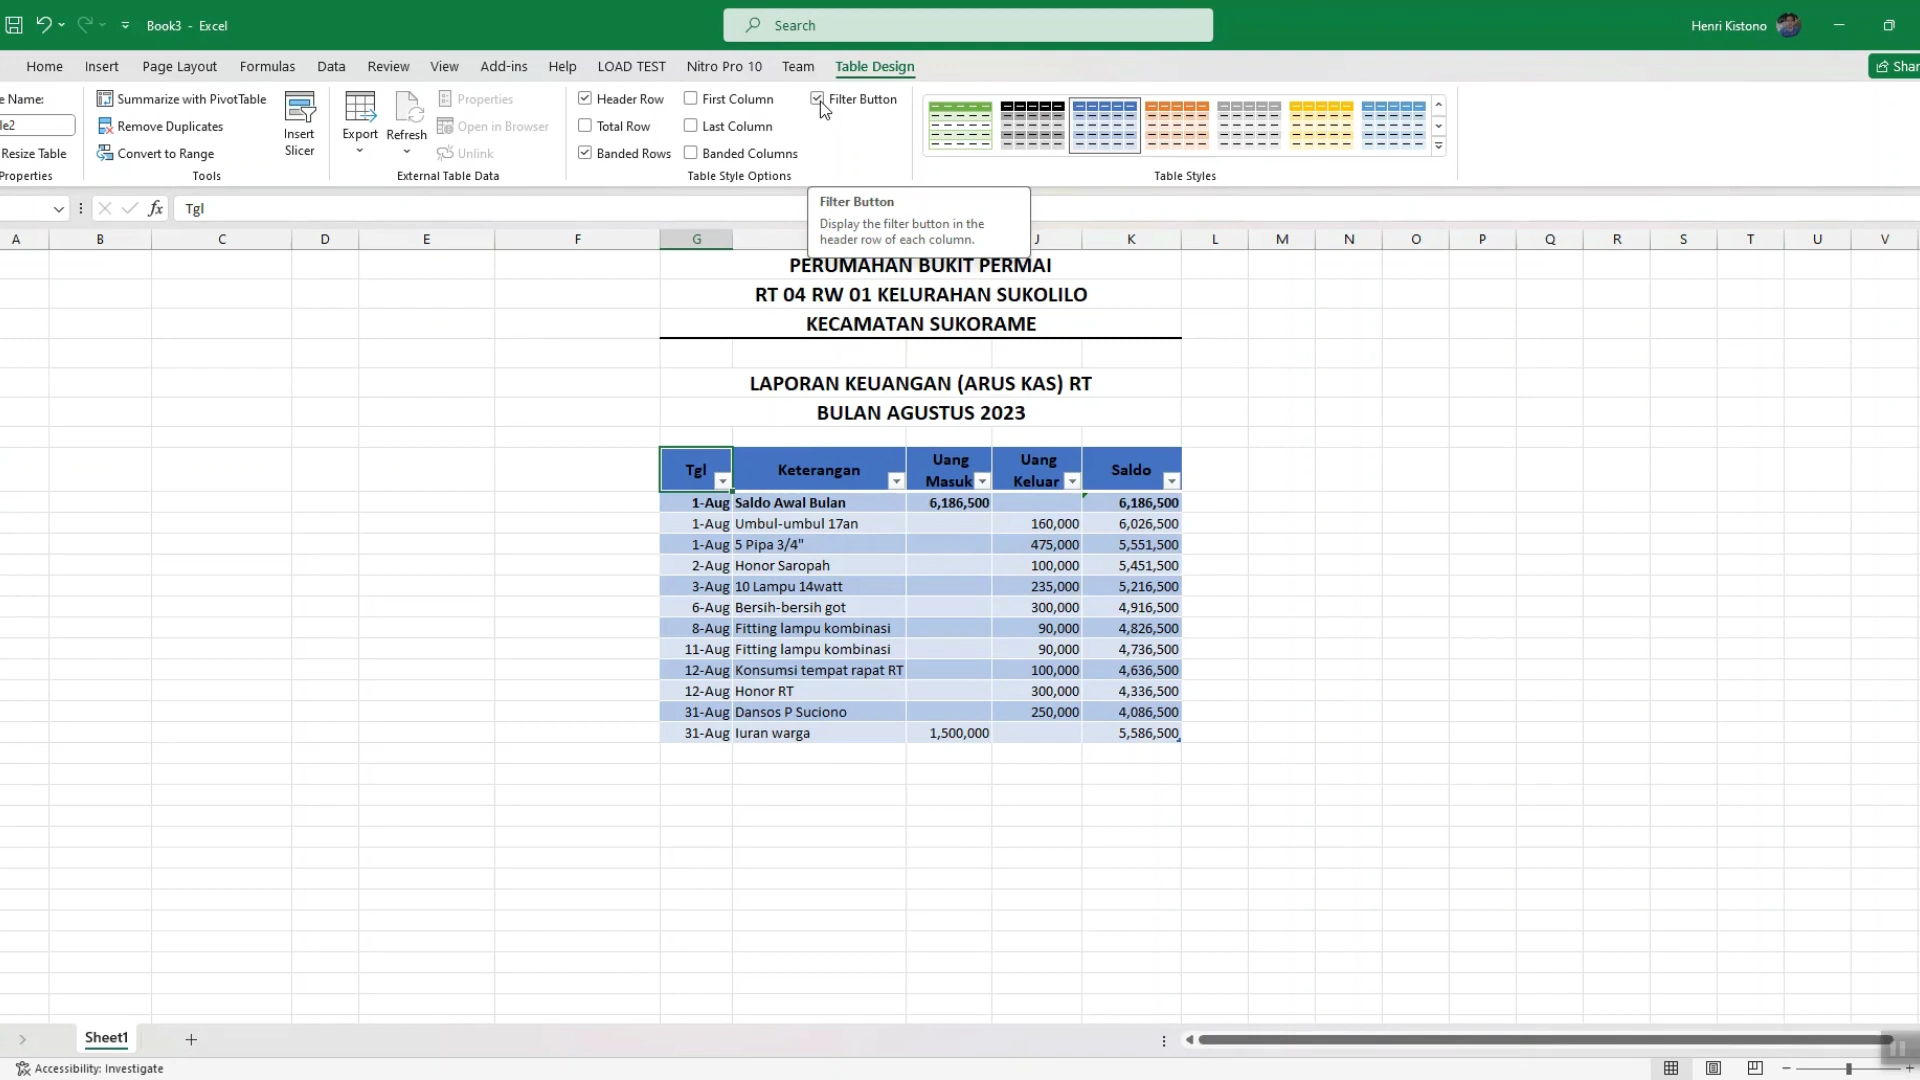 Book3 - Excel
Search
Henri Kistono
Home Insert Page Layout Formulas Data Review View Add-ins Help LOAD TEST Nitro Pro 10 Team Table Design
Shar
e Name:
le2
Resize Table
Properties
Summarize with PivotTable
Remove Duplicates
Convert to Range
Insert
Slicer
Tools
Export
Refresh
Properties
Open in Browser
Unlink
External Table Data
Header Row
Total Row
Banded Rows
First Column
Last Column
Banded Columns
Filter Button
Table Style Options
Table Styles
fx Tgl
Filter Button
Display the filter button in the
header row of each column.
A B C D E F G J K L M N O P Q R S T U V
PERUMAHAN BUKIT PERMAI
RT 04 RW 01 KELURAHAN SUKOLILO
KECAMATAN SUKORAME
LAPORAN KEUANGAN (ARUS KAS) RT
BULAN AGUSTUS 2023
Tgl Keterangan Uang Masuk Uang Keluar Saldo
1-Aug Saldo Awal Bulan 6,186,500 6,186,500
1-Aug Umbul-umbul 17an 160,000 6,026,500
1-Aug 5 Pipa 3/4" 475,000 5,551,500
2-Aug Honor Saropah 100,000 5,451,500
3-Aug 10 Lampu 14watt 235,000 5,216,500
6-Aug Bersih-bersih got 300,000 4,916,500
8-Aug Fitting lampu kombinasi 90,000 4,826,500
11-Aug Fitting lampu kombinasi 90,000 4,736,500
12-Aug Konsumsi tempat rapat RT 100,000 4,636,500
12-Aug Honor RT 300,000 4,336,500
31-Aug Dansos P Suciono 250,000 4,086,500
31-Aug Iuran warga 1,500,000 5,586,500
Sheet1
Accessibility: Investigate